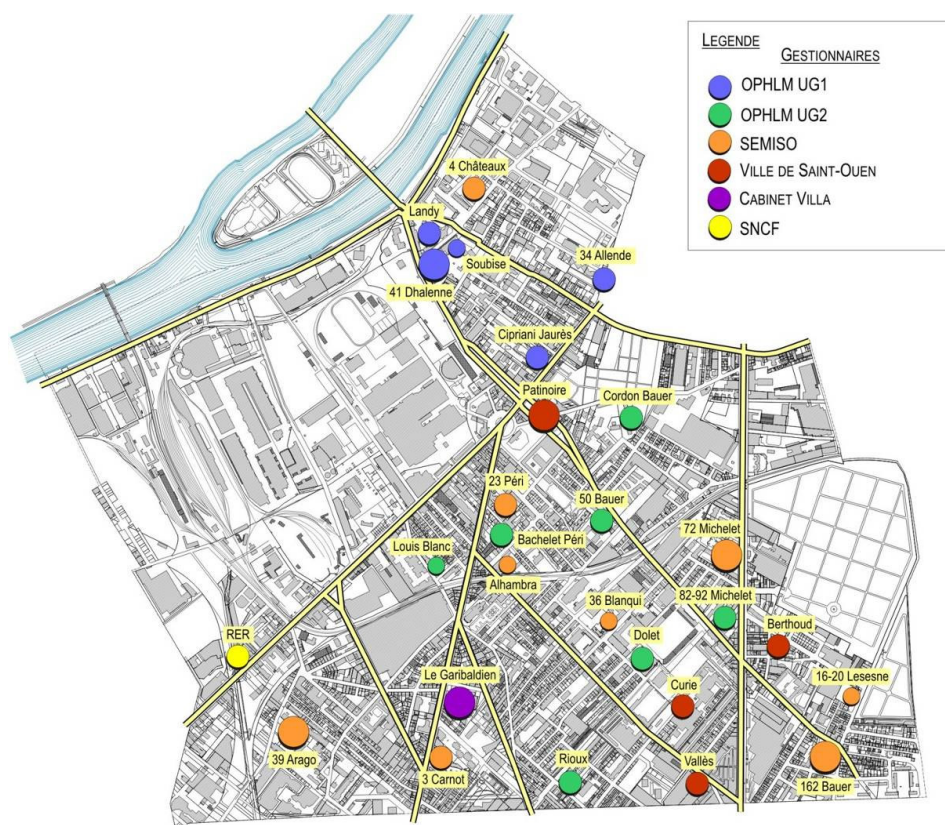 LEGENDE
GESTIONNAIRES
OPHLM UG1
OPHLM UG2
SEMISO
VILLE DE SAINT-OUEN
CABINET VILLA
SNCF
4 Châteaux
Landy
Soubise
34 Allende
41 Dhalenne
Cipriani Jaurès
Patinoire
Cordon Bauer
23 Péri
50 Bauer
72 Michelet
Bachelet Péri
Louis Blanc
Alhambra
36 Blanqui
82-92 Michelet
RER
Dolet
Berthoud
Le Garibaldien
Curie
16-20 Lesesne
39 Arago
3 Carnot
Rioux
Vallès
162 Bauer